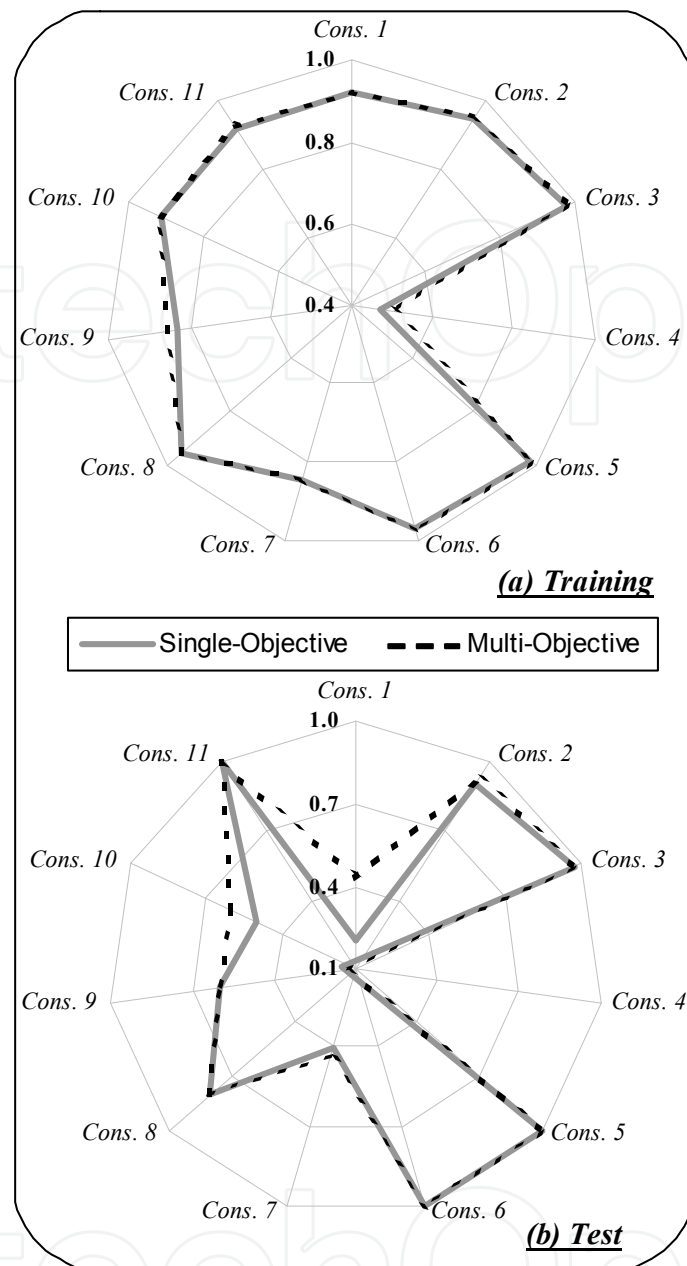 Cons. 1
1.0
Cons. 11
Cons. 2
0.8
Cons. 10
Cons. 3
0.6
0.4
Cons. 9
Cons. 4
Cons. 8
Cons. 5
Cons. 7
Cons. 6
(a) Training
Single-Objective
Multi-Objective
Cons. 1
1.0
Cons. 11
Cons. 2
0.7
Cons. 10
Cons. 3
0.4
0.1
Cons. 9
Cons. 4
Cons. 8
Cons. 5
Cons. 7
Cons. 6
(b) Test